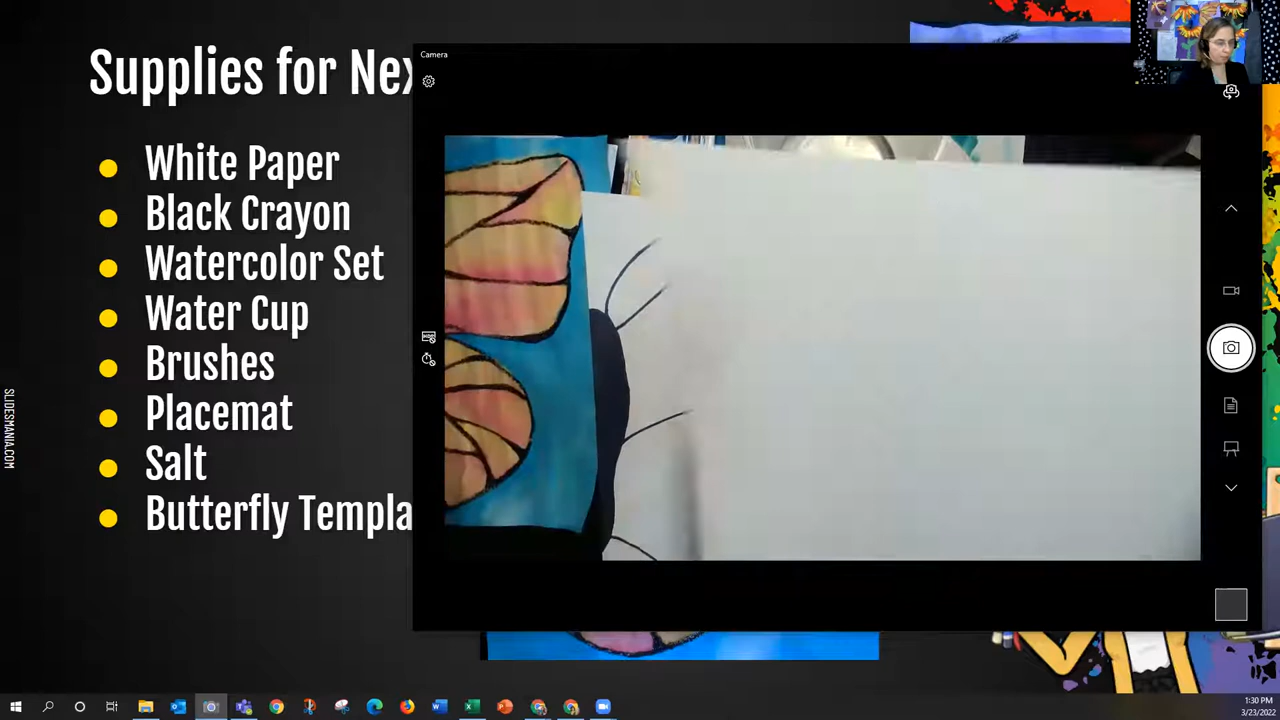 Camera
Supplies for Nex
White Paper
Black Crayon
Watercolor Set
Water Cup
Brushes
Placemat
Salt
Butterfly Templa
SLIDESMANIA.COM
1:30 PM
3/23/2022